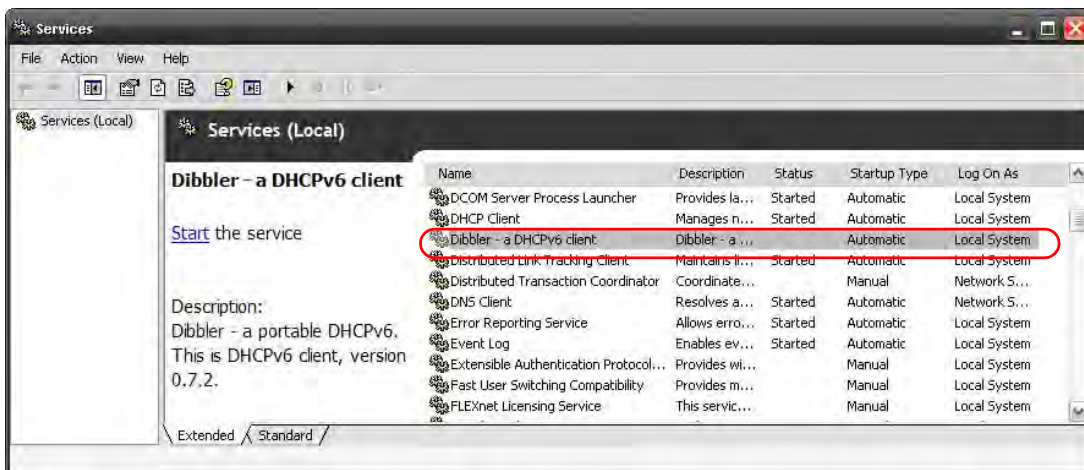 Services
File Action View Help
Services (Local)
Services (Local)
Dibbler - a DHCPv6 client
Start the service
Description:
Dibbler - a portable DHCPv6.
This is DHCPv6 client, version
0.7.2.
Name Description Status Startup Type Log On As
DCOM Server Process Launcher Provides la... Started Automatic Local System
DHCP Client Manages n... Started Automatic Local System
Dibbler - a DHCPv6 client Dibbler - a ... Automatic Local System
Distributed Link Tracking Client Maintains li... Started Automatic Local System
Distributed Transaction Coordinator Coordinate... Manual Network S...
DNS Client Resolves a... Started Automatic Network S...
Error Reporting Service Allows erro... Started Automatic Local System
Event Log Enables ev... Started Automatic Local System
Extensible Authentication Protocol... Provides wi... Manual Local System
Fast User Switching Compatibility Provides m... Manual Local System
FLEXnet Licensing Service This servic... Manual Local System
Extended Standard